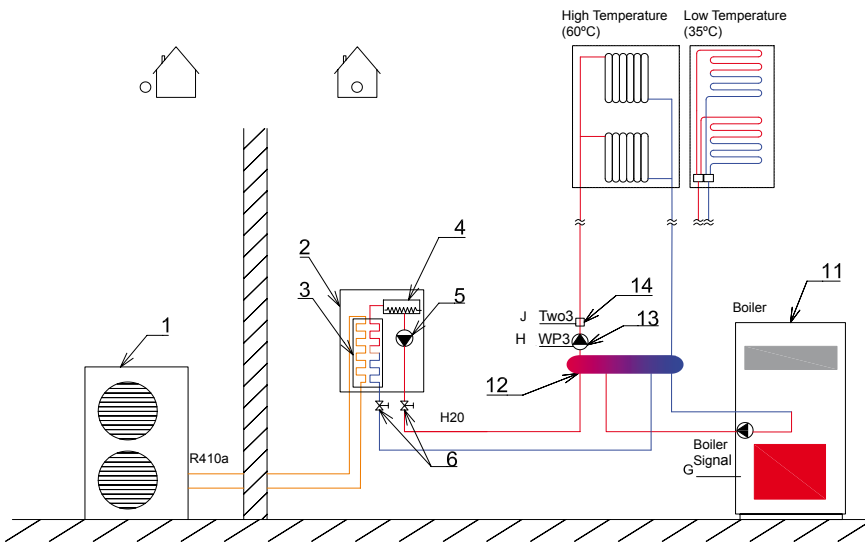 High Temperature
(60ºC)
Low Temperature
(35ºC)
4
2
3
5
14
11
J Two3
Boiler
13
1
H WP3
12
H20
R410a
6
Boiler
Signal
G